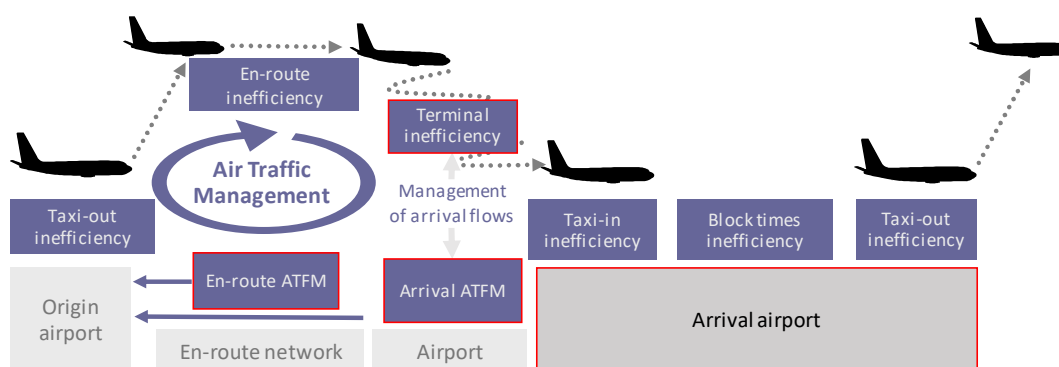 En-route
inefficiency
Terminal
inefficiency
Air Traffic
Management
Management
of arrival flows
Taxi-out
inefficiency
Taxi-in
inefficiency
Block times
inefficiency
Taxi-out
inefficiency
En-route ATFM
Arrival ATFM
Origin
airport
Arrival airport
En-route network
Airport